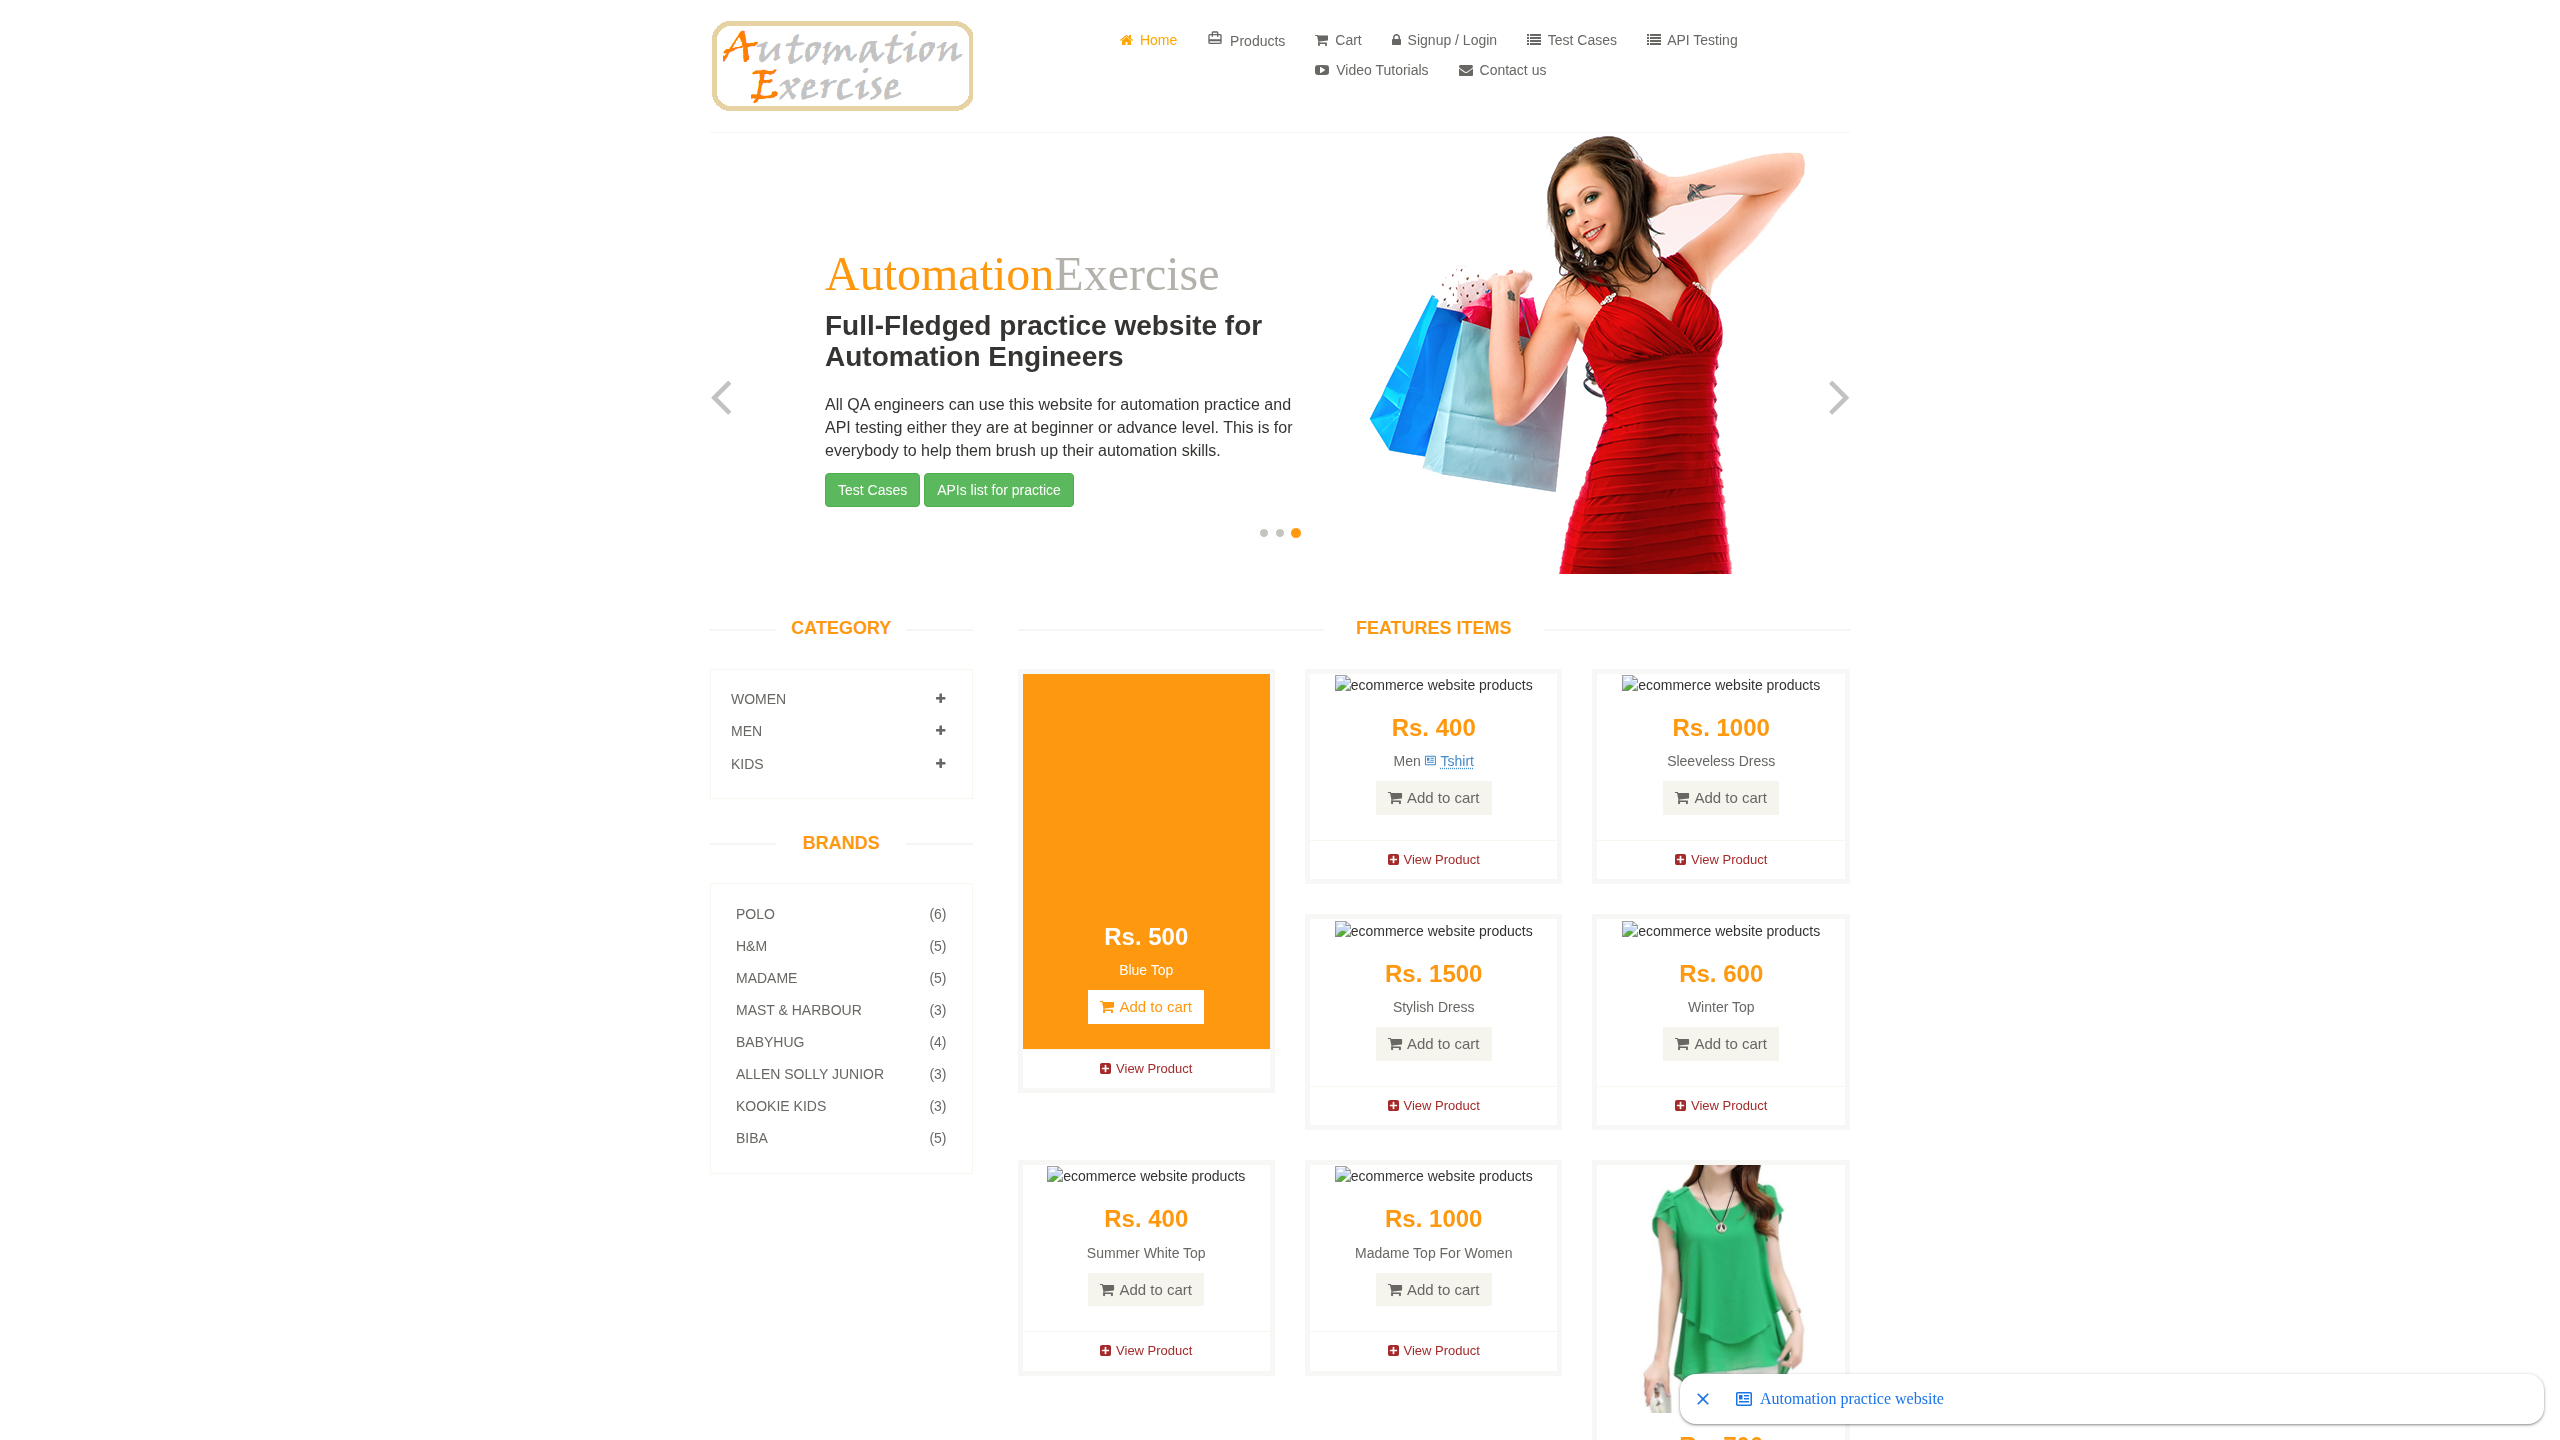 Automation
Exercise
Home
Products
Cart
Signup / Login
Test Cases
API Testing
Video Tutorials
Contact us
AutomationExercise
Full-Fledged practice website for
Automation Engineers
All QA engineers can use this website for automation practice and
API testing either they are at beginner or advance level. This is for
everybody to help them brush up their automation skills.
Test Cases
APIs list for practice
CATEGORY
WOMEN
MEN
KIDS
BRANDS
POLO (6)
H&M (5)
MADAME (5)
MAST & HARBOUR (3)
BABYHUG (4)
ALLEN SOLLY JUNIOR (3)
KOOKIE KIDS (3)
BIBA (5)
FEATURES ITEMS
Rs. 500
Blue Top
Add to cart
View Product
ecommerce website products
Rs. 400
Men Tshirt
Add to cart
View Product
ecommerce website products
Rs. 1000
Sleeveless Dress
Add to cart
View Product
ecommerce website products
Rs. 1500
Stylish Dress
Add to cart
View Product
ecommerce website products
Rs. 600
Winter Top
Add to cart
View Product
ecommerce website products
Rs. 400
Summer White Top
Add to cart
View Product
ecommerce website products
Rs. 1000
Madame Top For Women
Add to cart
View Product
Automation practice website